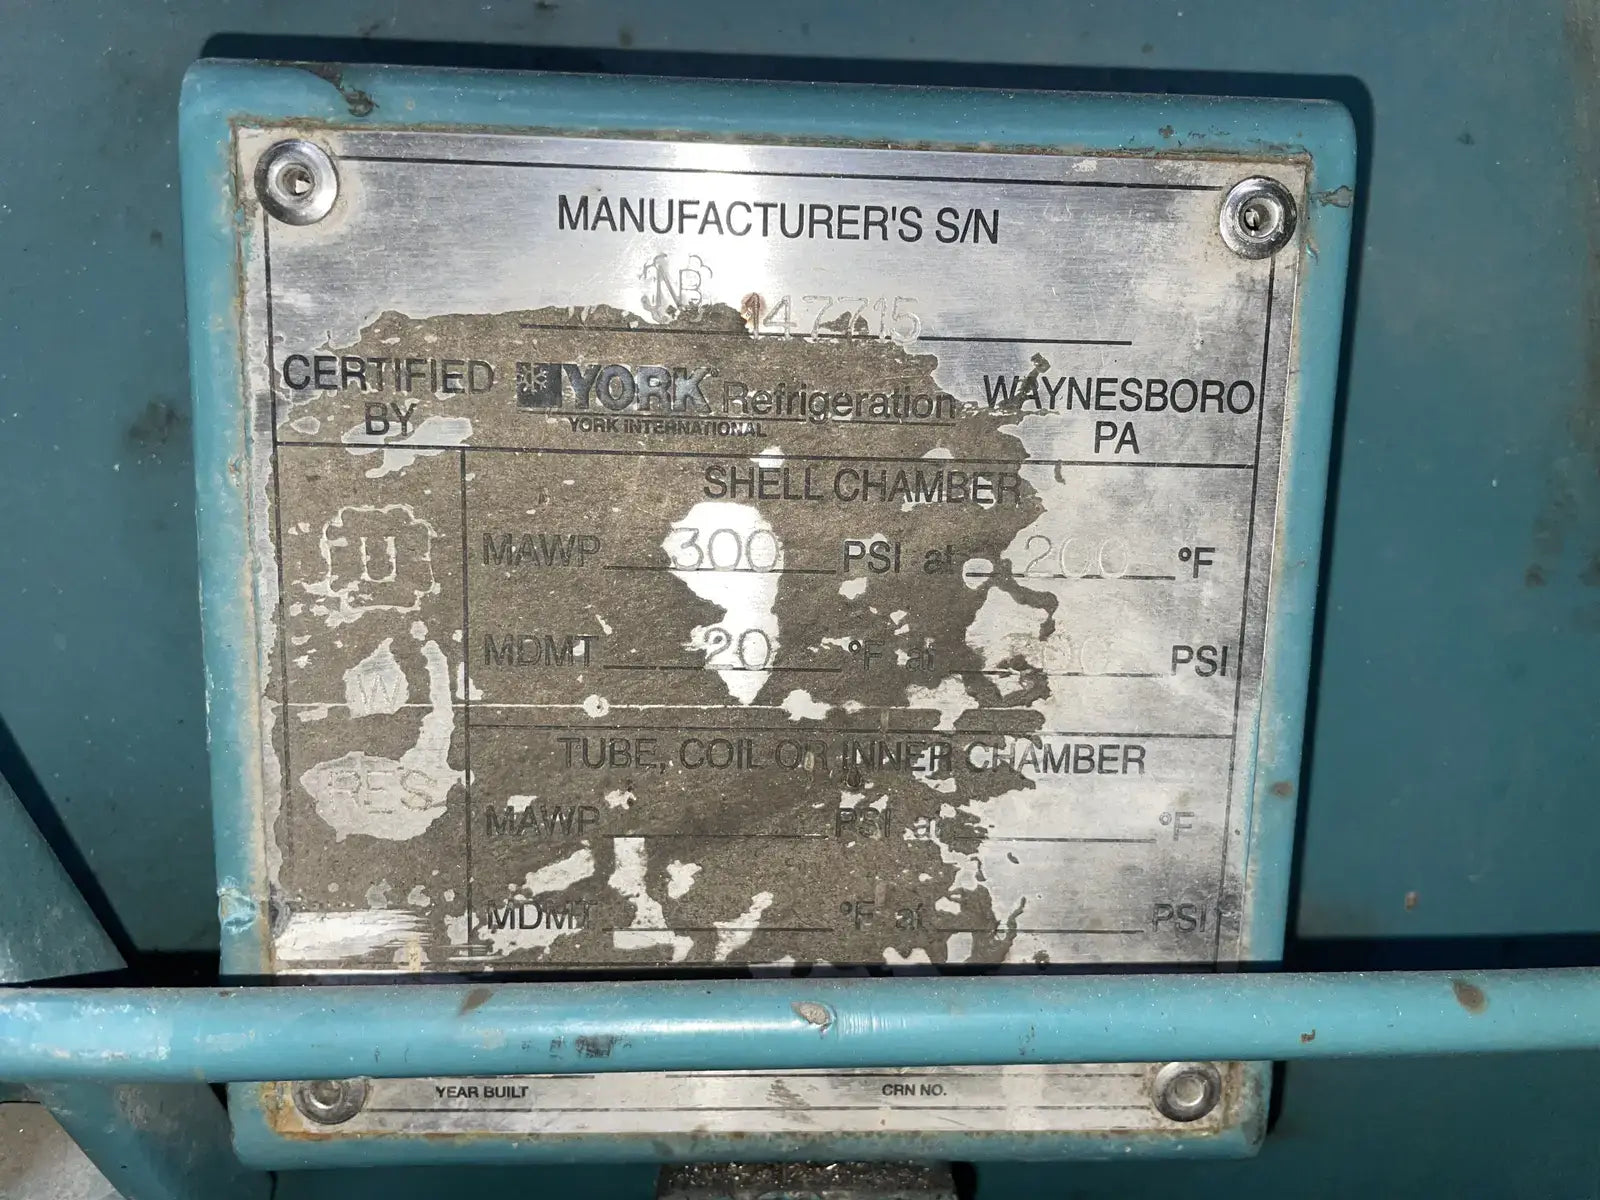 MANUFACTURER'S S/N
NB 147715
CERTIFIED BY YORK Refrigeration WAYNESBORO PA
YORK INTERNATIONAL
SHELL CHAMBER
U
MAWP 300 PSI at 200 °F
MDMT 20 °F at 300 PSI
W
TUBE, COIL OR INNER CHAMBER
RES
MAWP PSI at °F
MDMT °F at PSI
YEAR BUILT CRN NO.